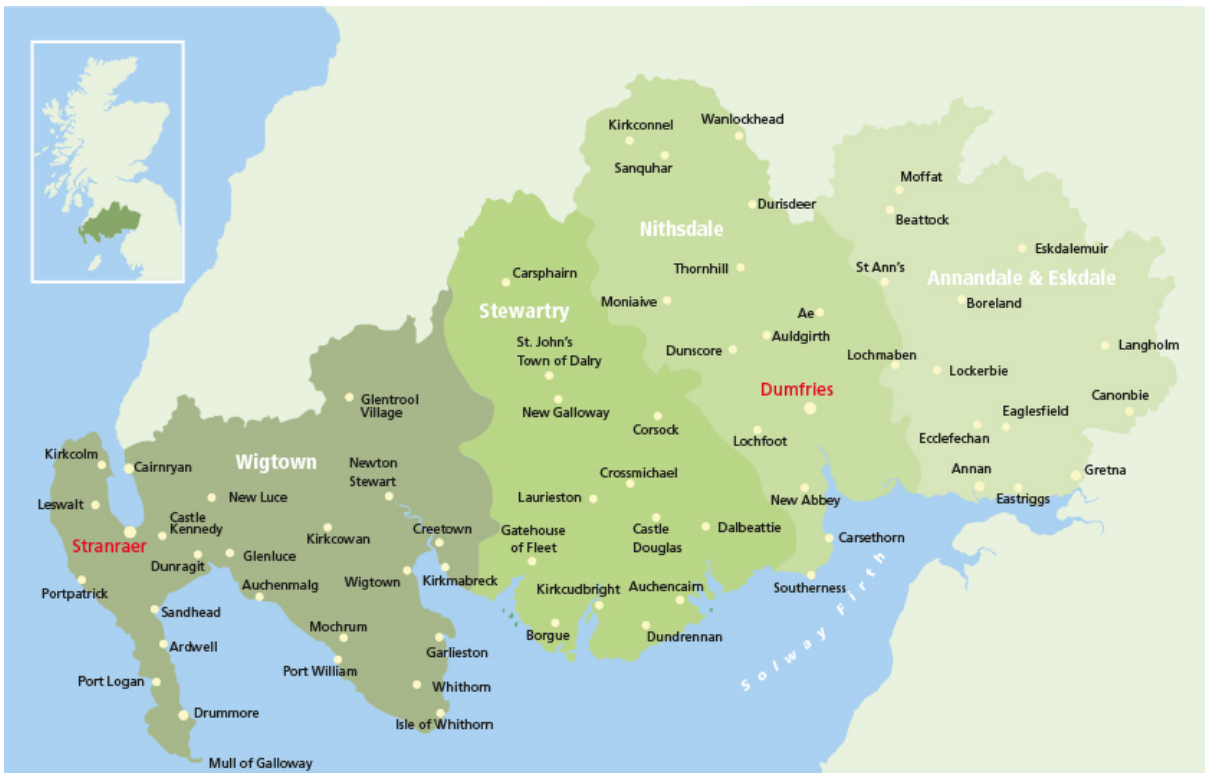 Kirkconnel
Wanlockhead
Sanquhar
Moffat
Durisdeer
Beattock
Nithsdale
Eskdalemuir
Carsphairn
Thornhill
St Ann's
Annandale & Eskdale
Moniaive
Boreland
Stewartry
Ae
St. John's
Town of Dalry
Auldgirth
Dunscore
Lochmaben
Langholm
Lockerbie
Dumfries
Canonbie
Glentrool
Village
New Galloway
Corsock
Eaglesfield
Lochfoot
Ecclefechan
Kirkcolm
Cairnryan
Wigtown
Newton
Stewart
Crossmichael
Annan
Gretna
Leswalt
New Luce
Laurieston
New Abbey
Eastriggs
Castle
Kennedy
Stranraer
Kirkcowan
Creetown
Gatehouse
of Fleet
Castle
Douglas
Dalbeattie
Carsethorn
Dunragit
Glenluce
Wigtown
Kirkmabreck
Auchenmalg
Portpatrick
Kirkcudbright
Auchencairn
Southerness
Sandhead
Mochrum
Borgue
Dundrennan
Solway Firth
Ardwell
Garlieston
Port William
Port Logan
Whithorn
Drummore
Isle of Whithorn
Mull of Galloway